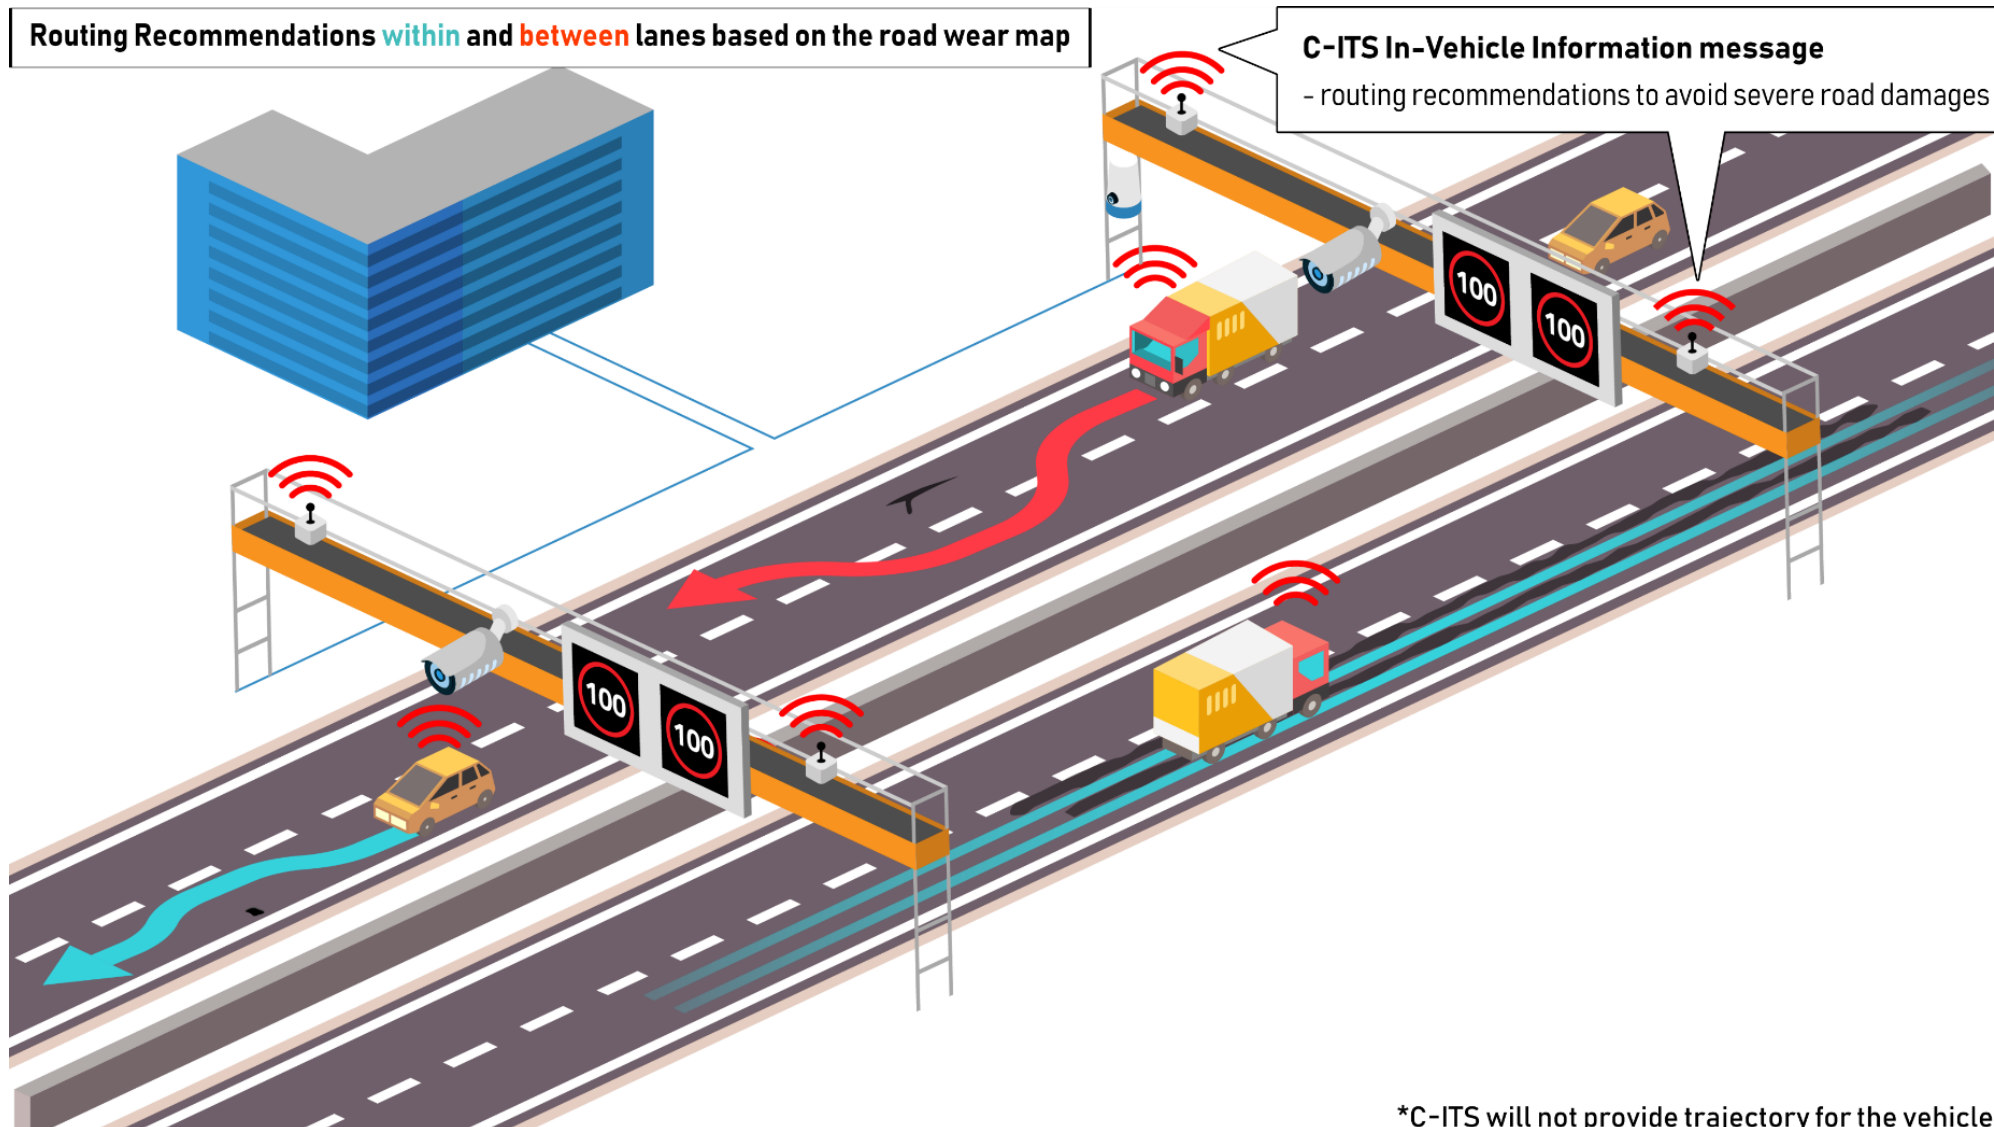 Routing Recommendations within and between lanes based on the road wear map
C-ITS In-Vehicle Information message
- routing recommendations to avoid severe road damages
100
100
100
100
*C-ITS will not provide trajectory for the vehicle